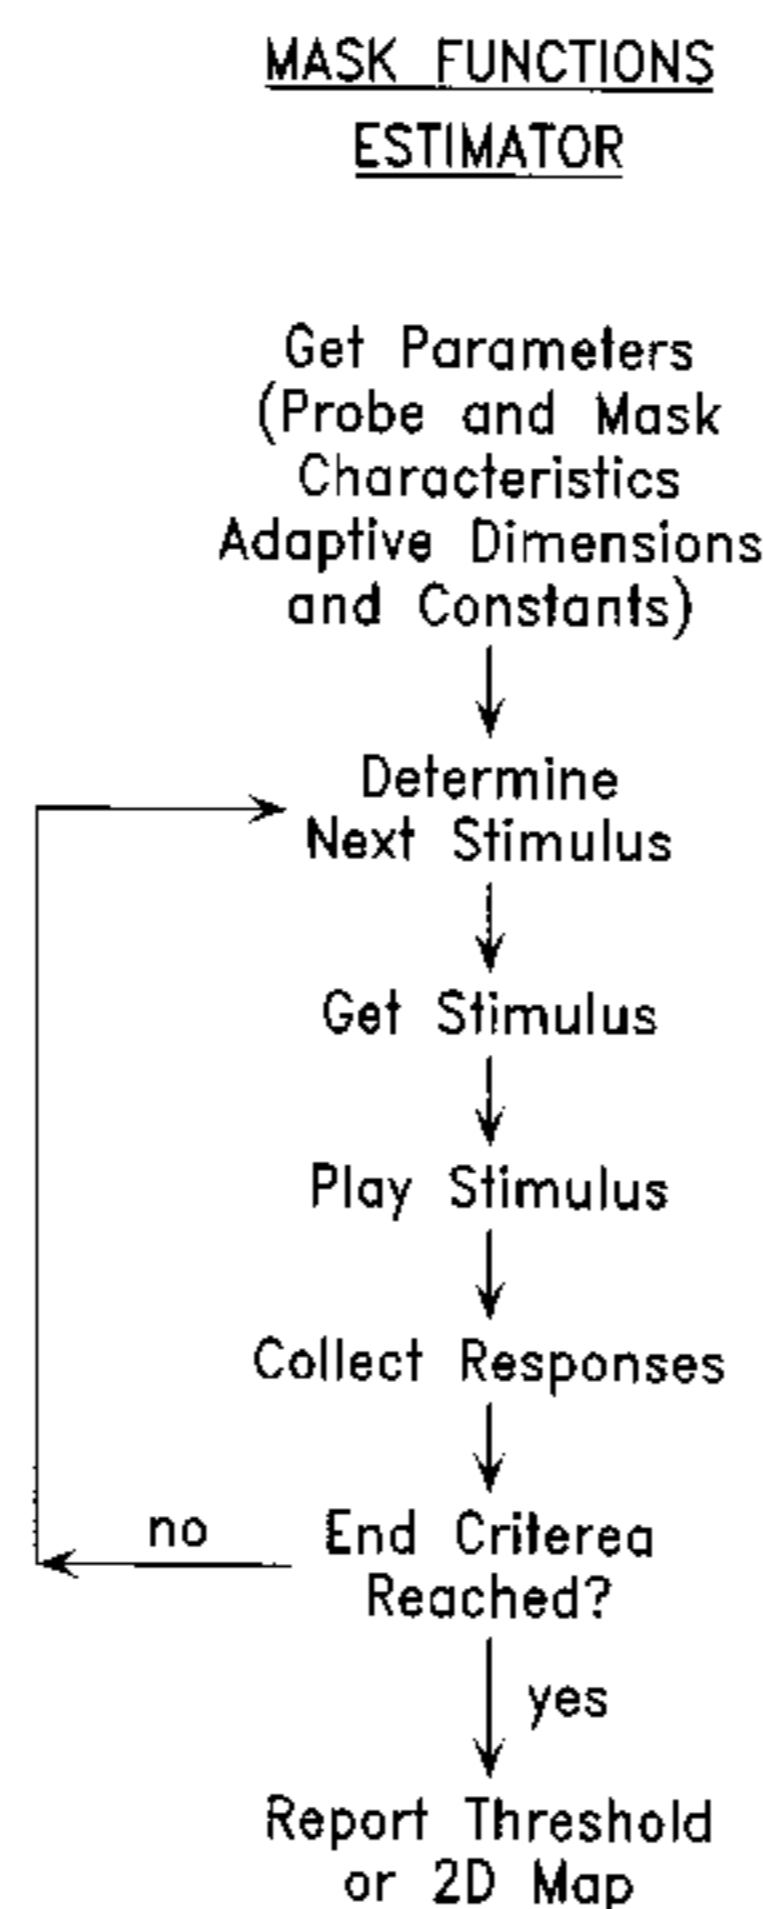 MASK FUNCTIONS
ESTIMATOR
Get Parameters
(Probe and Mask
Characteristics
Adaptive Dimensions
and Constants)
Determine
Next Stimulus
Get Stimulus
Play Stimulus
Collect Responses
no
End Criterea
Reached?
yes
Report Threshold
or 2D Map